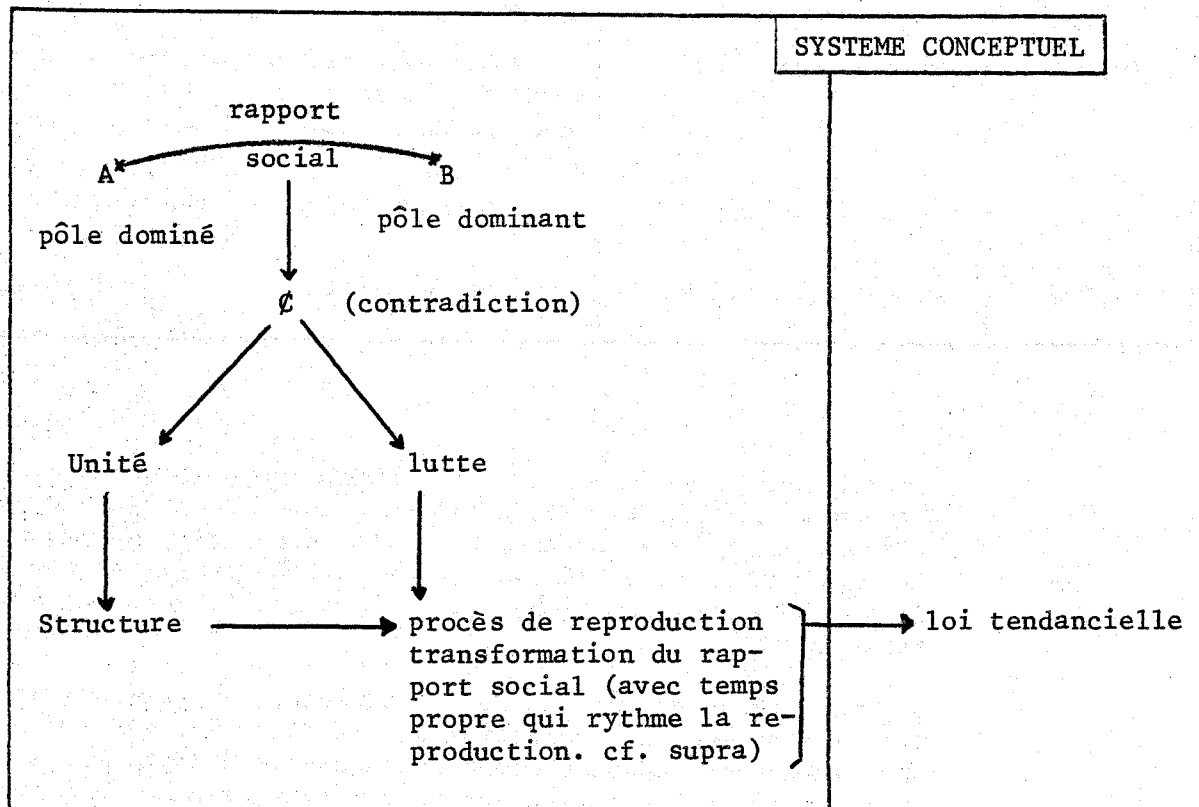 SYSTEME CONCEPTUEL
rapport
social
A
B
pôle dominé
pôle dominant
₡ (contradiction)
Unité
lutte
Structure
procès de reproduction
transformation du rap-
port social (avec temps
propre qui rythme la re-
production. cf. supra)
loi tendancielle